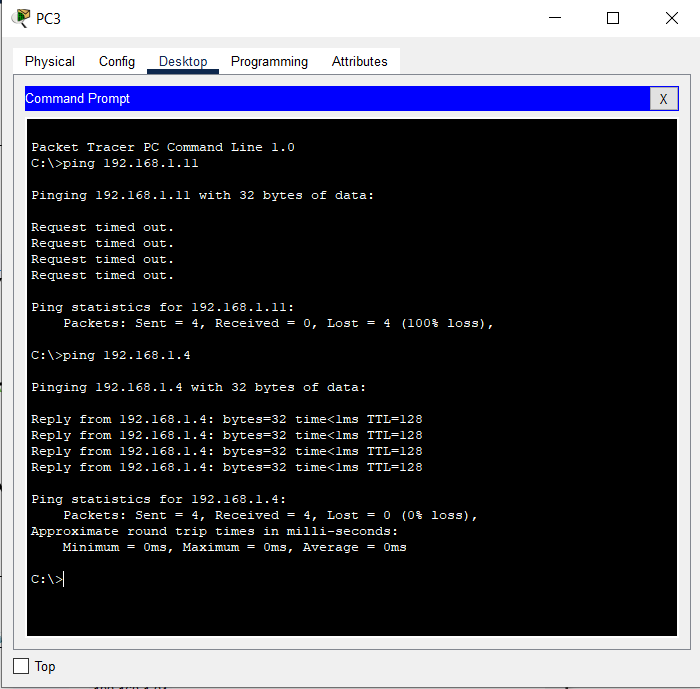 PC3
Physical Config Desktop Programming Attributes
Command Prompt
X
Packet Tracer PC Command Line 1.0
C:\>ping 192.168.1.11
Pinging 192.168.1.11 with 32 bytes of data:
Request timed out.
Request timed out.
Request timed out.
Request timed out.
Ping statistics for 192.168.1.11:
Packets: Sent = 4, Received = 0, Lost = 4 (100% loss),
C:\>ping 192.168.1.4
Pinging 192.168.1.4 with 32 bytes of data:
Reply from 192.168.1.4: bytes=32 time<1ms TTL=128
Reply from 192.168.1.4: bytes=32 time<1ms TTL=128
Reply from 192.168.1.4: bytes=32 time<1ms TTL=128
Reply from 192.168.1.4: bytes=32 time<1ms TTL=128
Ping statistics for 192.168.1.4:
Packets: Sent = 4, Received = 4, Lost = 0 (0% loss),
Approximate round trip times in milli-seconds:
Minimum = 0ms, Maximum = 0ms, Average = 0ms
C:\>
Top